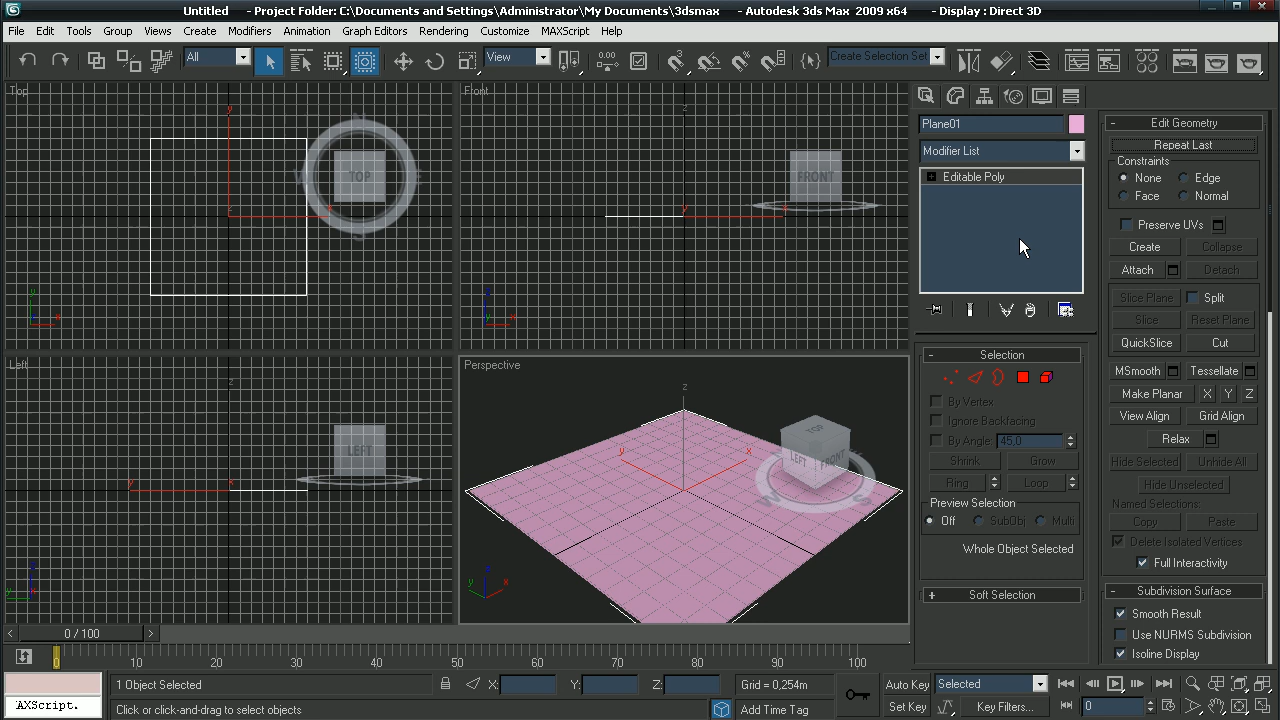 Untitled - Project Folder: C:\Documents and Settings\Administrator\My Documents\3dsmax - Autodesk 3ds Max 2009 x64 - Display : Direct 3D
File Edit Tools Group Views Create Modifiers Animation Graph Editors Rendering Customize MAXScript Help
All View Create Selection Set
Top
y
x
TOP
Front
z
FRONT
Left
z
y x
LEFT
Perspective
z
y x
TOP
LEFT FRONT
Plane01
Modifier List
Editable Poly
Selection
By Vertex
Ignore Backfacing
By Angle: 45,0
Shrink Grow
Ring Loop
Preview Selection
Off SubObj Multi
Whole Object Selected
Soft Selection
Edit Geometry
Repeat Last
Constraints
None Edge
Face Normal
Preserve UVs
Create Collapse
Attach Detach
Slice Plane Split
Slice Reset Plane
QuickSlice Cut
MSmooth Tessellate
Make Planar X Y Z
View Align Grid Align
Relax
Hide Selected Unhide All
Hide Unselected
Named Selections:
Copy Paste
Delete Isolated Vertices
Full Interactivity
Subdivision Surface
Smooth Result
Use NURMS Subdivision
Isoline Display
0 / 100
0 10 20 30 40 50 60 70 80 90 100
1 Object Selected X: Y: Z: Grid = 0,254m Auto Key Selected
AXScript. Click or click-and-drag to select objects Add Time Tag Set Key Key Filters... 0